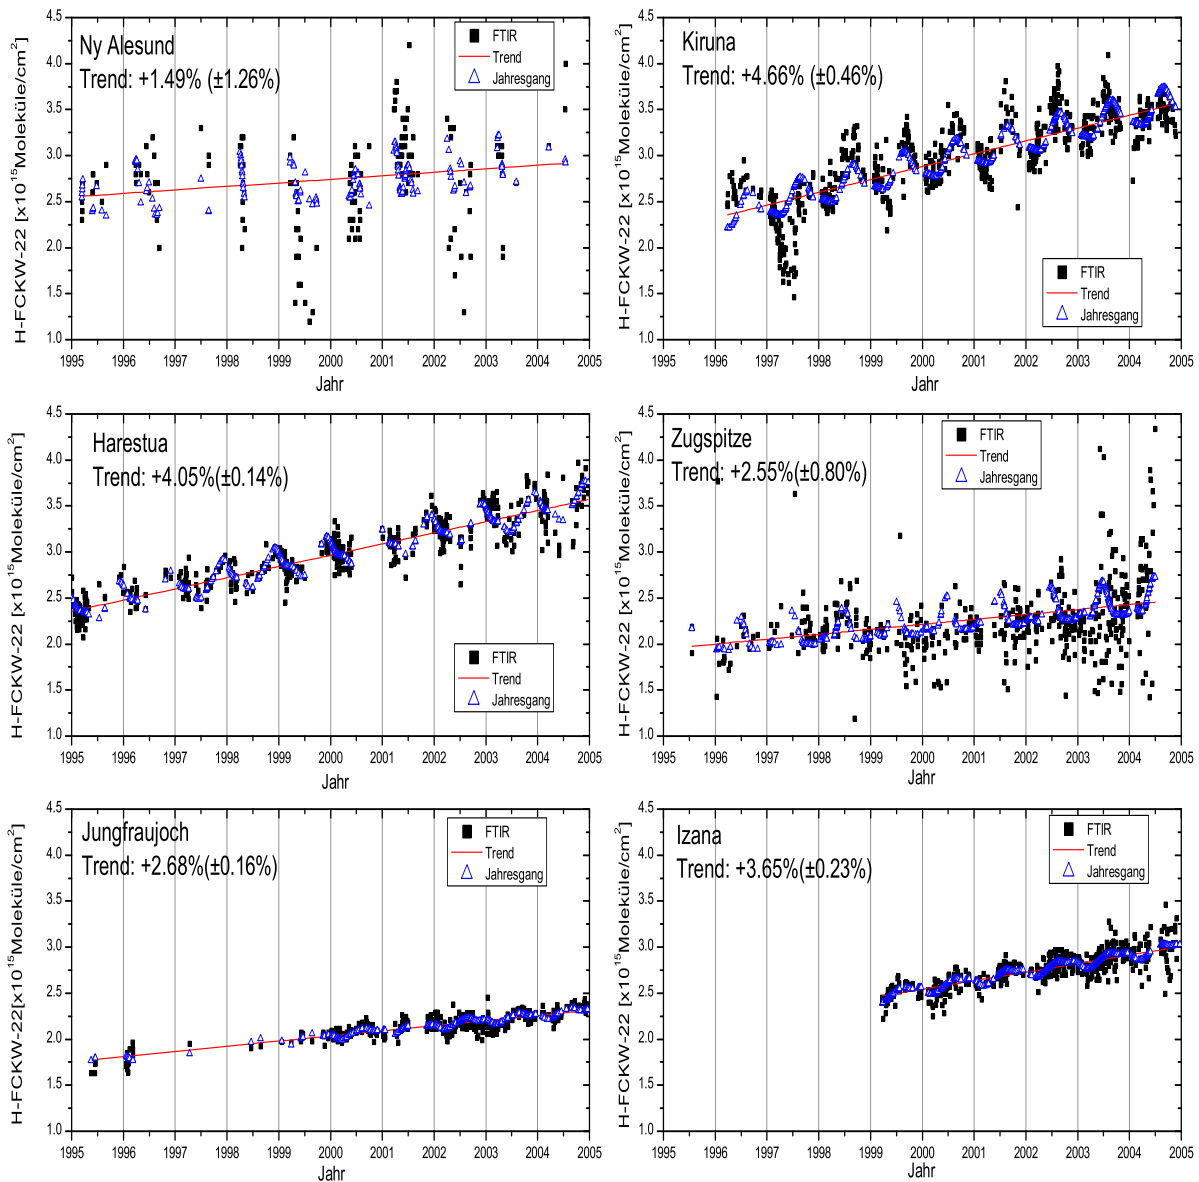 Ny Alesund
Trend: +1.49% (±1.26%)
FTIR
Trend
Jahresgang
H-FCKW-22 [x10^15 Moleküle/cm^2]
4.5
4.0
3.5
3.0
2.5
2.0
1.5
1.0
1995 1996 1997 1998 1999 2000 2001 2002 2003 2004 2005
Jahr
Kiruna
Trend: +4.66% (±0.46%)
FTIR
Trend
Jahresgang
H-FCKW-22 [x10^15 Moleküle/cm^2]
4.5
4.0
3.5
3.0
2.5
2.0
1.5
1.0
1995 1996 1997 1998 1999 2000 2001 2002 2003 2004 2005
Jahr
Harestua
Trend: +4.05%(±0.14%)
FTIR
Trend
Jahresgang
H-FCKW-22 [x10^15 Moleküle/cm^2]
4.5
4.0
3.5
3.0
2.5
2.0
1.5
1.0
1995 1996 1997 1998 1999 2000 2001 2002 2003 2004 2005
Jahr
Zugspitze
Trend: +2.55%(±0.80%)
FTIR
Trend
Jahresgang
H-FCKW-22 [x10^15 Moleküle/cm^2]
4.5
4.0
3.5
3.0
2.5
2.0
1.5
1.0
1995 1996 1997 1998 1999 2000 2001 2002 2003 2004 2005
Jahr
Jungfraujoch
Trend: +2.68%(±0.16%)
FTIR
Trend
Jahresgang
H-FCKW-22[x10^15 Moleküle/cm^2]
4.5
4.0
3.5
3.0
2.5
2.0
1.5
1.0
1995 1996 1997 1998 1999 2000 2001 2002 2003 2004 2005
Jahr
Izana
Trend: +3.65%(±0.23%)
FTIR
Trend
Jahresgang
H-FCKW-22 [x10^15 Moleküle/cm^2]
4.5
4.0
3.5
3.0
2.5
2.0
1.5
1.0
1995 1996 1997 1998 1999 2000 2001 2002 2003 2004 2005
Jahr